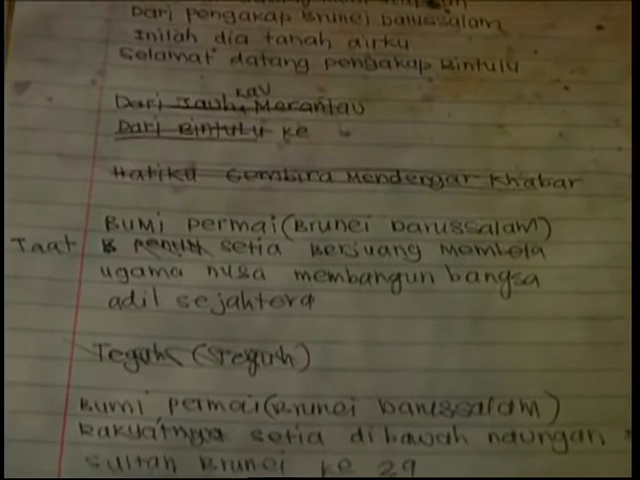 Dari pengakap Brunei Darussalam
Inilah dia tanah airku
Selamat datang pengakap Bintulu
kau
Dari Jauh Merantau
Dari Bintulu ke
Hatiku Gembira Mendengar Khabar
Bumi permai (Brunei Darussalam)
Taat setia Berjuang Membela
ugama nusa membangun bangsa
adil sejahtera
Teguh (Teguh)
Bumi permai (Brunei Darussalam)
Rakyatnya setia dibawah naungan
Sultan Brunei ke 29